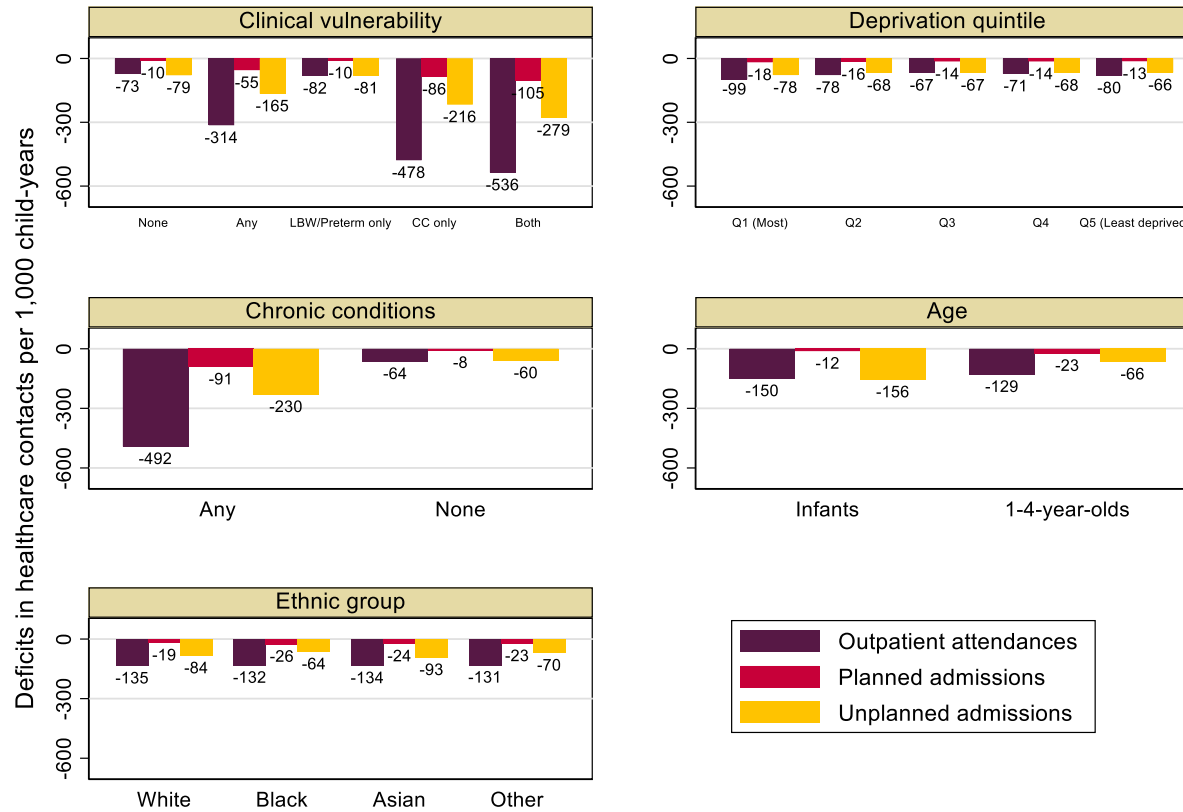 Deficits in healthcare contacts per 1,000 child-years
Clinical vulnerability
0
-300
-600
-73 -10 -79
-314 -55 -165
-82 -10 -81
-478 -86 -216
-536 -105 -279
None Any LBW/Preterm only CC only Both
Deprivation quintile
0
-300
-600
-99 -18 -78
-78 -16 -68
-67 -14 -67
-71 -14 -68
-80 -13 -66
Q1 (Most) Q2 Q3 Q4 Q5 (Least deprived
Chronic conditions
0
-300
-600
-492 -91 -230
-64 -8 -60
Any None
Age
0
-300
-600
-150 -12 -156
-129 -23 -66
Infants 1-4-year-olds
Ethnic group
0
-300
-600
-135 -19 -84
-132 -26 -64
-134 -24 -93
-131 -23 -70
White Black Asian Other
Outpatient attendances
Planned admissions
Unplanned admissions